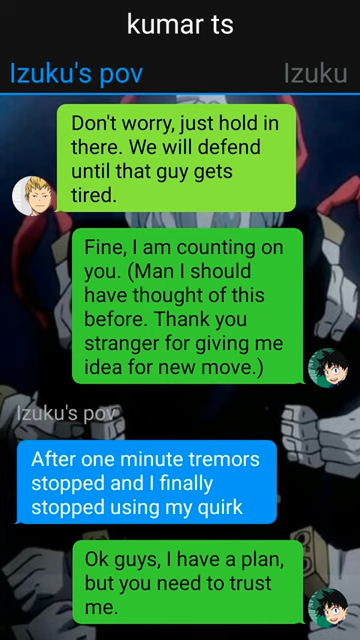 kumar ts
Izuku's pov
Izuku
Don't worry, just hold in
there. We will defend
until that guy gets
tired.
Fine, I am counting on
you. (Man I should
have thought of this
before. Thank you
stranger for giving me
idea for new move.)
Izuku's pov
After one minute tremors
stopped and I finally
stopped using my quirk
Ok guys, I have a plan,
but you need to trust
me.